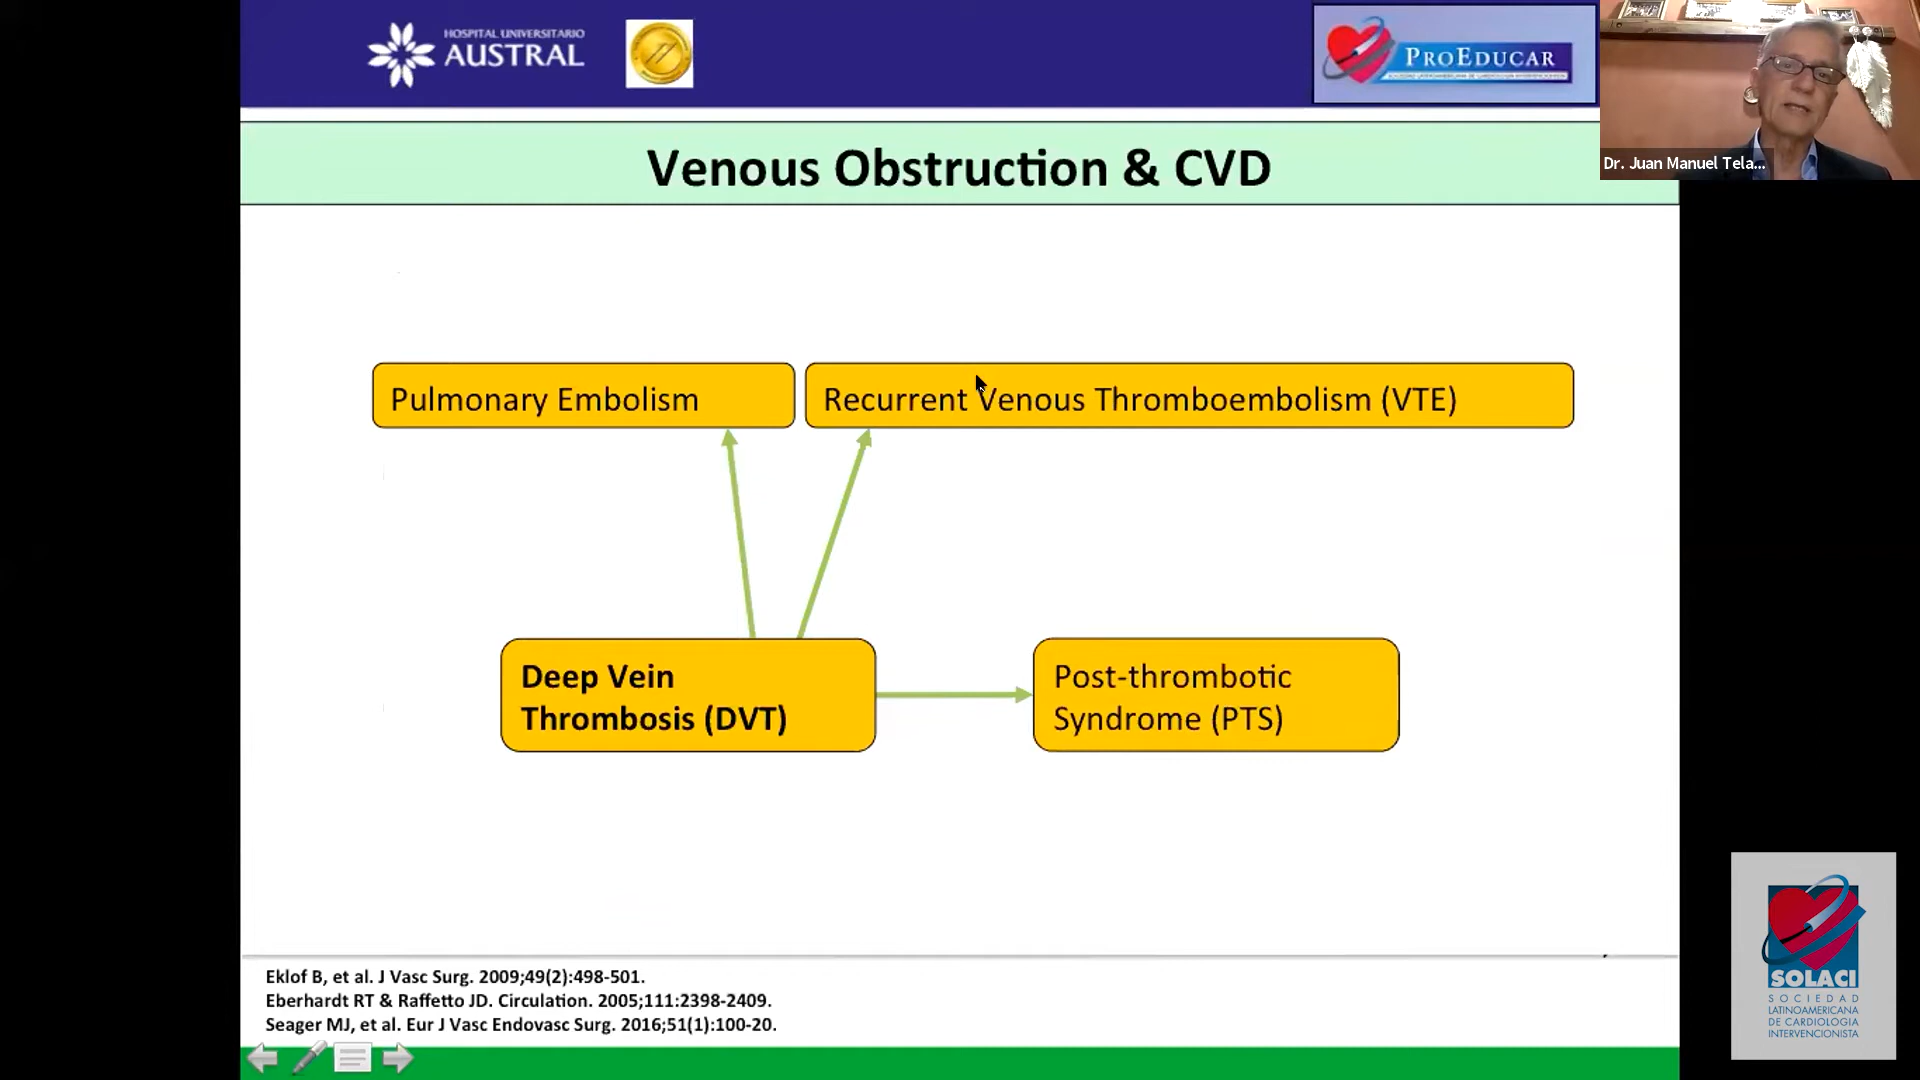 HOSPITAL UNIVERSITARIO
AUSTRAL
PROEDUCAR
Dr. Juan Manuel Tela...
Venous Obstruction & CVD
Pulmonary Embolism
Recurrent Venous Thromboembolism (VTE)
Deep Vein
Thrombosis (DVT)
Post-thrombotic
Syndrome (PTS)
Eklof B, et al. J Vasc Surg. 2009;49(2):498-501.
Eberhardt RT & Raffetto JD. Circulation. 2005;111:2398-2409.
Seager MJ, et al. Eur J Vasc Endovasc Surg. 2016;51(1):100-20.
SOLACI
SOCIEDAD
LATINOAMERICANA
DE CARDIOLOGIA
INTERVENCIONISTA